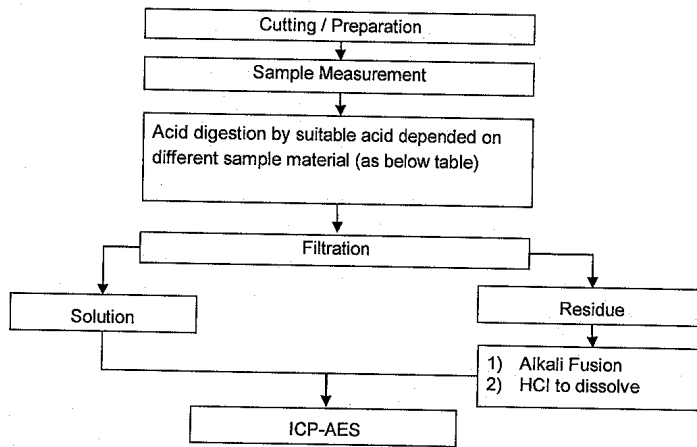 Cutting / Preparation
Sample Measurement
Acid digestion by suitable acid depended on
different sample material (as below table)
Filtration
Solution
Residue
1) Alkali Fusion
2) HCl to dissolve
ICP-AES